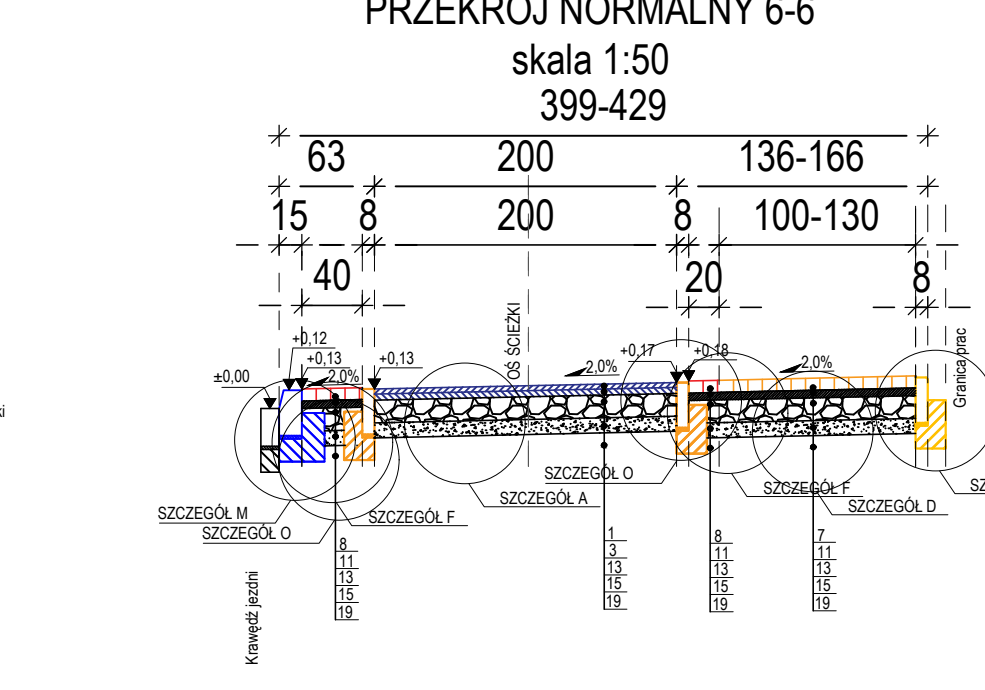 PRZEKRÓJ NORMALNY 6-6
skala 1:50
399-429
63 200 136-166
15 8 200 8 100-130
40 20 8
OŚ ŚCIEŻKI
Granica prac
+0,12
+0,13 +0,13 +0,17 +0,18
±0,00 2,0% 2,0% 2,0%
ki
SZCZEGÓŁ M
SZCZEGÓŁ O
SZCZEGÓŁ F
SZCZEGÓŁ A
SZCZEGÓŁ O
SZCZEGÓŁ F
SZCZEGÓŁ D
SZ
8
11
13
15
19
1
3
13
15
19
8
11
13
15
19
7
11
13
15
19
Krawędź jezdni